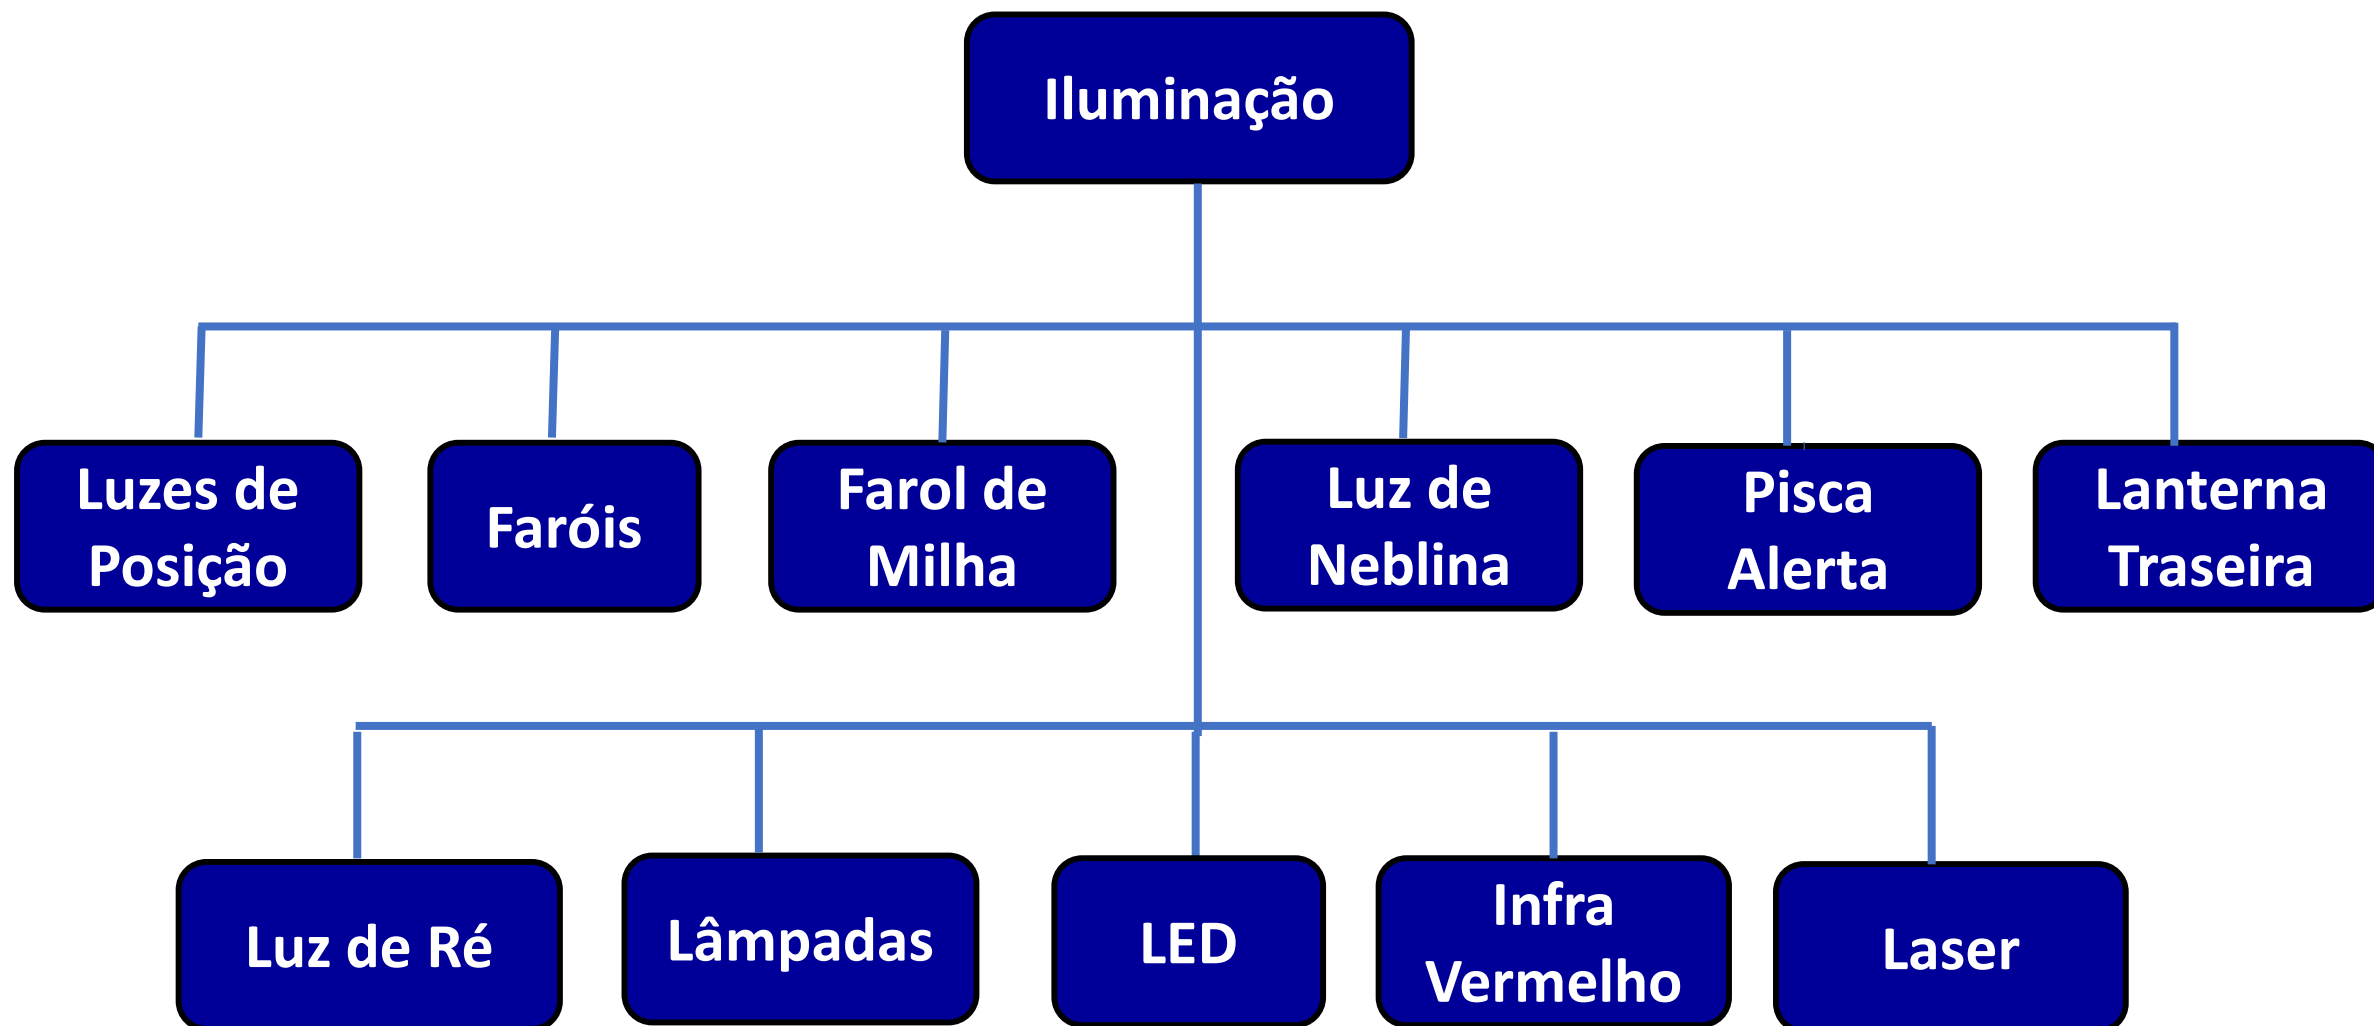 Iluminação
Luzes de
Posição
Faróis
Farol de
Milha
Luz de
Neblina
Pisca
Alerta
Lanterna
Traseira
Luz de Ré
Lâmpadas
LED
Infra
Vermelho
Laser